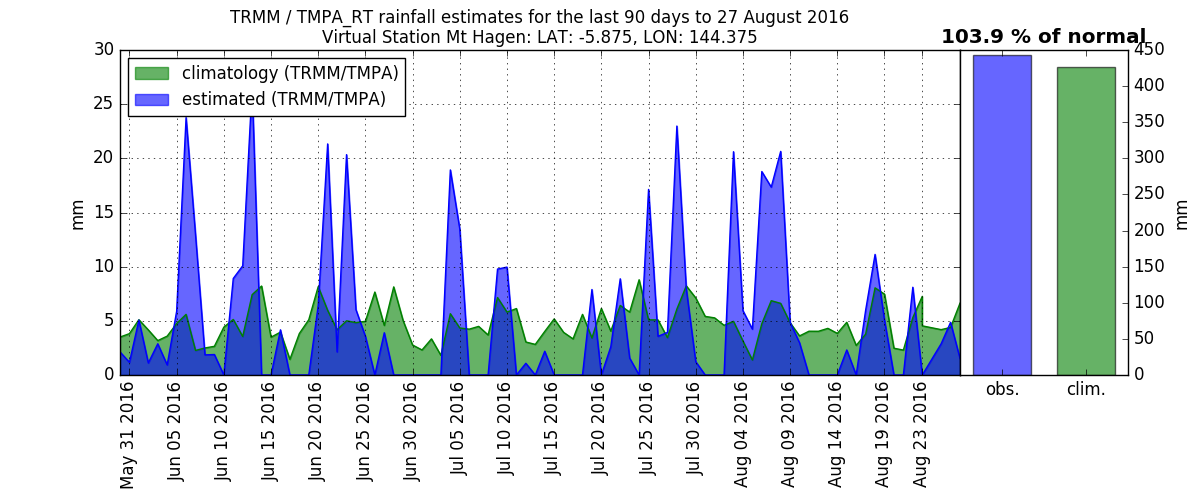 TRMM / TMPA_RT rainfall estimates for the last 90 days to 27 August 2016
Virtual Station Mt Hagen: LAT: -5.875, LON: 144.375
103.9 % of normal
climatology (TRMM/TMPA)
estimated (TRMM/TMPA)
30
25
20
15
10
5
0
mm
450
400
350
300
250
200
150
100
50
0
mm
May 31 2016
Jun 05 2016
Jun 10 2016
Jun 15 2016
Jun 20 2016
Jun 25 2016
Jun 30 2016
Jul 05 2016
Jul 10 2016
Jul 15 2016
Jul 20 2016
Jul 25 2016
Jul 30 2016
Aug 04 2016
Aug 09 2016
Aug 14 2016
Aug 19 2016
Aug 23 2016
obs.
clim.